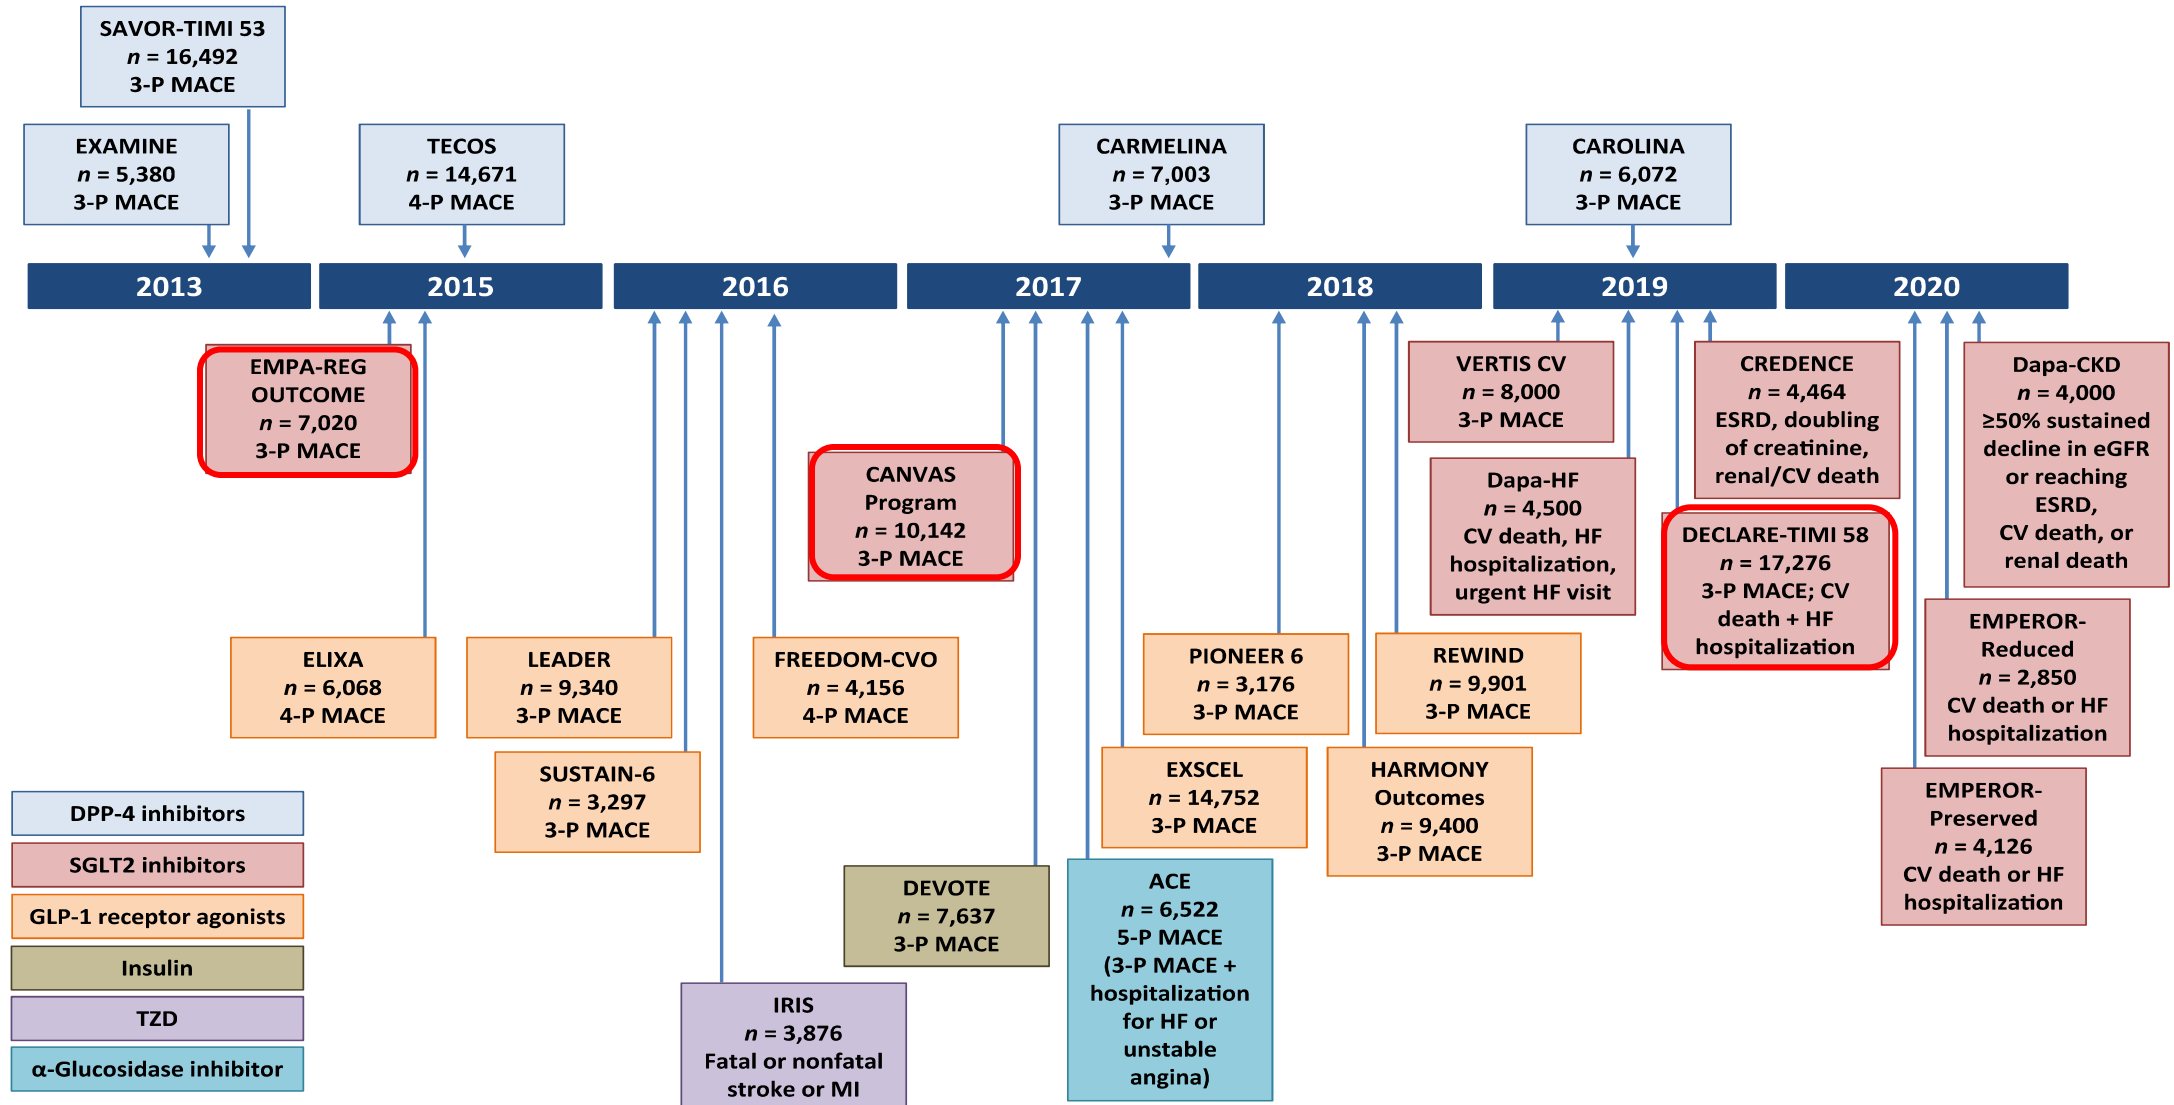 SAVOR-TIMI 53
n = 16,492
3-P MACE
EXAMINE
n = 5,380
3-P MACE
TECOS
n = 14,671
4-P MACE
CARMELINA
n = 7,003
3-P MACE
CAROLINA
n = 6,072
3-P MACE
2013
2015
2016
2017
2018
2019
2020
EMPA-REG
OUTCOME
n = 7,020
3-P MACE
CANVAS
Program
n = 10,142
3-P MACE
VERTIS CV
n = 8,000
3-P MACE
Dapa-HF
n = 4,500
CV death, HF
hospitalization,
urgent HF visit
CREDENCE
n = 4,464
ESRD, doubling
of creatinine,
renal/CV death
DECLARE-TIMI 58
n = 17,276
3-P MACE; CV
death + HF
hospitalization
Dapa-CKD
n = 4,000
≥50% sustained
decline in eGFR
or reaching
ESRD,
CV death, or
renal death
EMPEROR-
Reduced
n = 2,850
CV death or HF
hospitalization
EMPEROR-
Preserved
n = 4,126
CV death or HF
hospitalization
ELIXA
n = 6,068
4-P MACE
LEADER
n = 9,340
3-P MACE
SUSTAIN-6
n = 3,297
3-P MACE
FREEDOM-CVO
n = 4,156
4-P MACE
PIONEER 6
n = 3,176
3-P MACE
REWIND
n = 9,901
3-P MACE
EXSCEL
n = 14,752
3-P MACE
HARMONY
Outcomes
n = 9,400
3-P MACE
DEVOTE
n = 7,637
3-P MACE
ACE
n = 6,522
5-P MACE
(3-P MACE +
hospitalization
for HF or
unstable
angina)
IRIS
n = 3,876
Fatal or nonfatal
stroke or MI
DPP-4 inhibitors
SGLT2 inhibitors
GLP-1 receptor agonists
Insulin
TZD
α-Glucosidase inhibitor